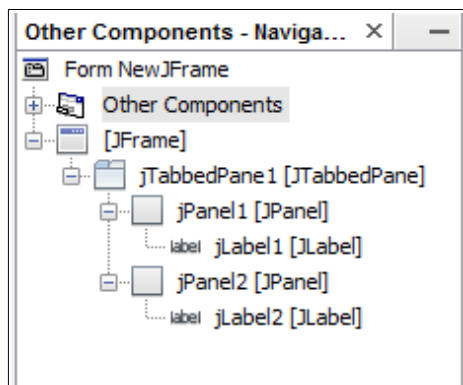 Other Components - Naviga...
Form NewJFrame
Other Components
[JFrame]
jTabbedPane1 [JTabbedPane]
jPanel1 [JPanel]
label jLabel1 [JLabel]
jPanel2 [JPanel]
label jLabel2 [JLabel]